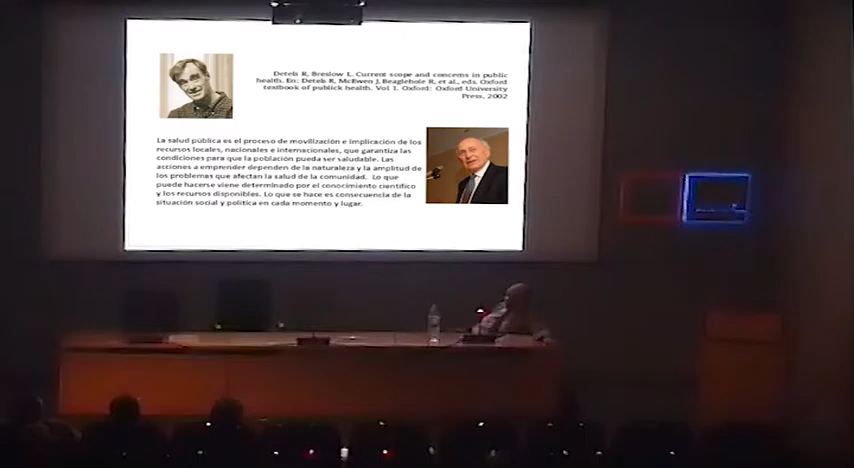 Detels R, Breslow L. Current scope and concerns in public
health. En: Detels R, McEwen J, Beaglehole R, et al., eds. Oxford
textbook of publick health. Vol 1. Oxford: Oxford University
Press, 2002
La salud pública es el proceso de movilización e implicación de los
recursos locales, nacionales e internacionales, que garantiza las
condiciones para que la población pueda ser saludable. Las
acciones a emprender dependen de la naturaleza y la amplitud de
los problemas que afectan la salud de la comunidad. Lo que
puede hacerse viene determinado por el conocimiento científico
y los recursos disponibles. Lo que se hace es consecuencia de la
situación social y política en cada momento y lugar.